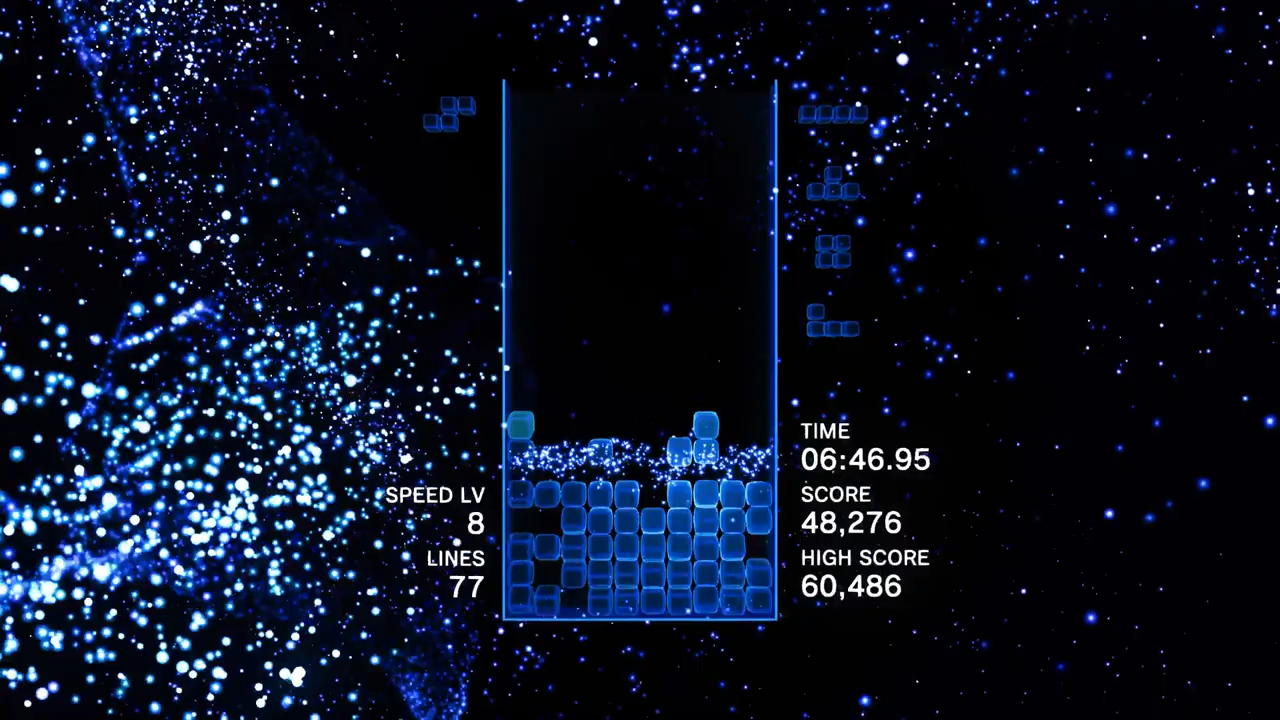 SPEED LV
8
LINES
77
TIME
06:46.95
SCORE
48,276
HIGH SCORE
60,486